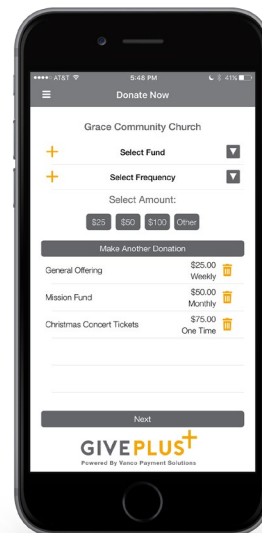 AT&T 5:48 PM 41%
Donate Now
Grace Community Church
Select Fund
Select Frequency
Select Amount:
$25 $50 $100 Other
Make Another Donation
General Offering $25.00
Weekly
Mission Fund $50.00
Monthly
Christmas Concert Tickets $75.00
One Time
Next
GIVEPLUS+
Powered By Vanco Payment Solutions